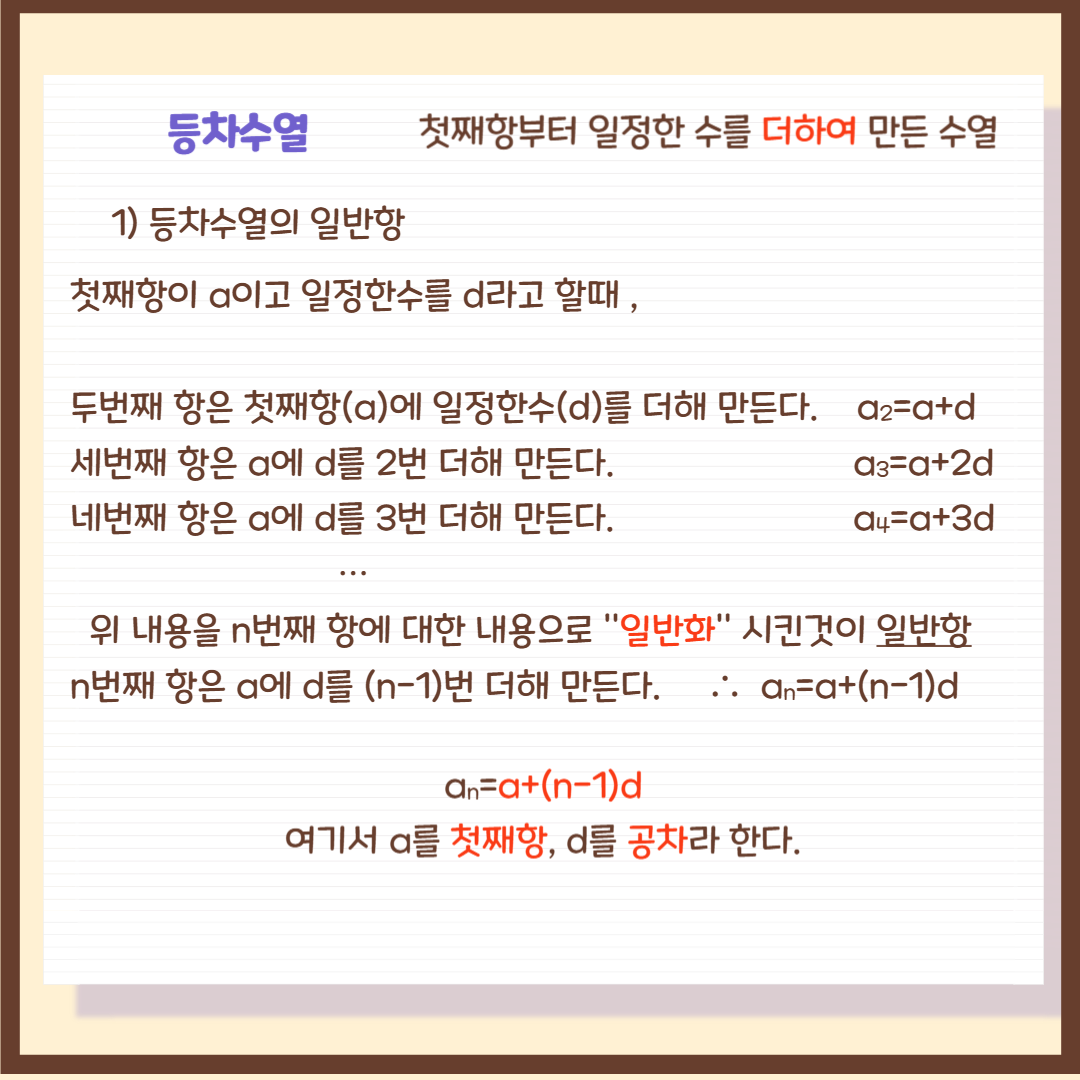 등차수열 첫째항부터 일정한 수를 더하여 만든 수열
1) 등차수열의 일반항
첫째항이 a이고 일정한수를 d라고 할때 ,
두번째 항은 첫째항(a)에 일정한수(d)를 더해 만든다. a₂=a+d
세번째 항은 a에 d를 2번 더해 만든다. a₃=a+2d
네번째 항은 a에 d를 3번 더해 만든다. a₄=a+3d
...
위 내용을 n번째 항에 대한 내용으로 "일반화" 시킨것이 일반항
n번째 항은 a에 d를 (n-1)번 더해 만든다. ∴ aₙ=a+(n-1)d
aₙ=a+(n-1)d
여기서 a를 첫째항, d를 공차라 한다.